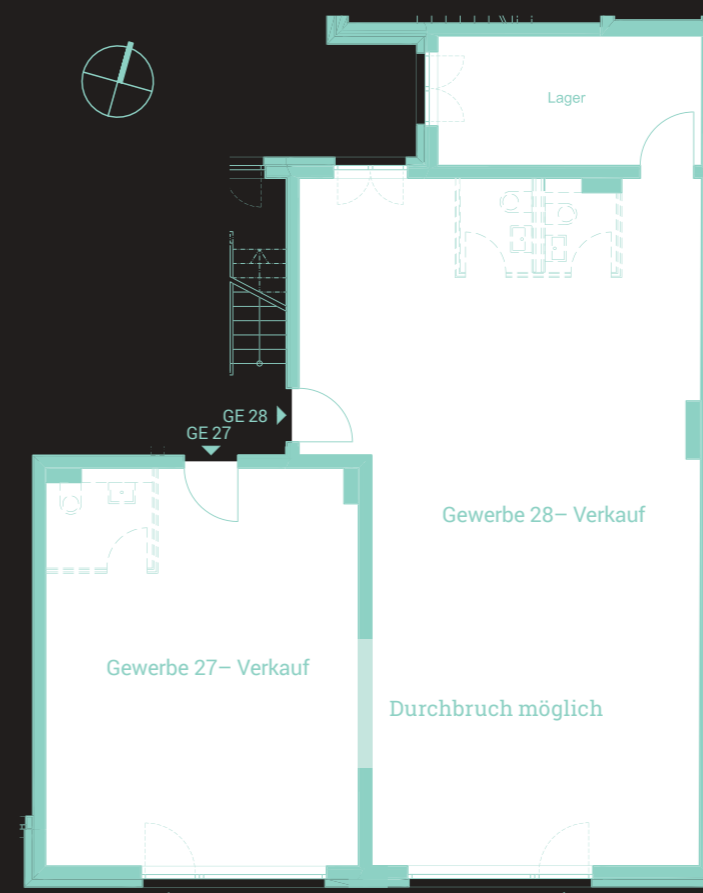 Lager
GE 28
GE 27
Gewerbe 28– Verkauf
Gewerbe 27– Verkauf
Durchbruch möglich